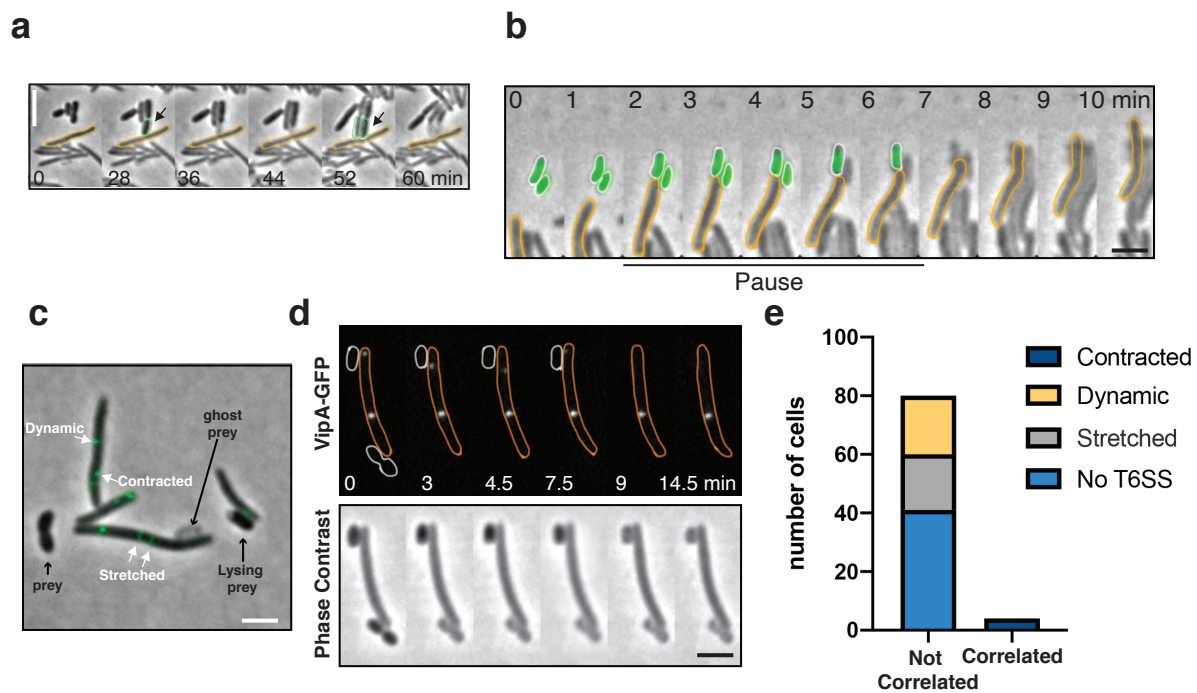 a
0 28 36 44 52 60 min
b
0 1 2 3 4 5 6 7 8 9 10 min
Pause
c
Dynamic
Contracted
ghost
prey
Stretched
prey
Lysing
prey
d
VipA-GFP
0 3 4.5 7.5 9 14.5 min
Phase Contrast
e
number of cells
100
80
60
40
20
0
Not
Correlated
Correlated
Contracted
Dynamic
Stretched
No T6SS